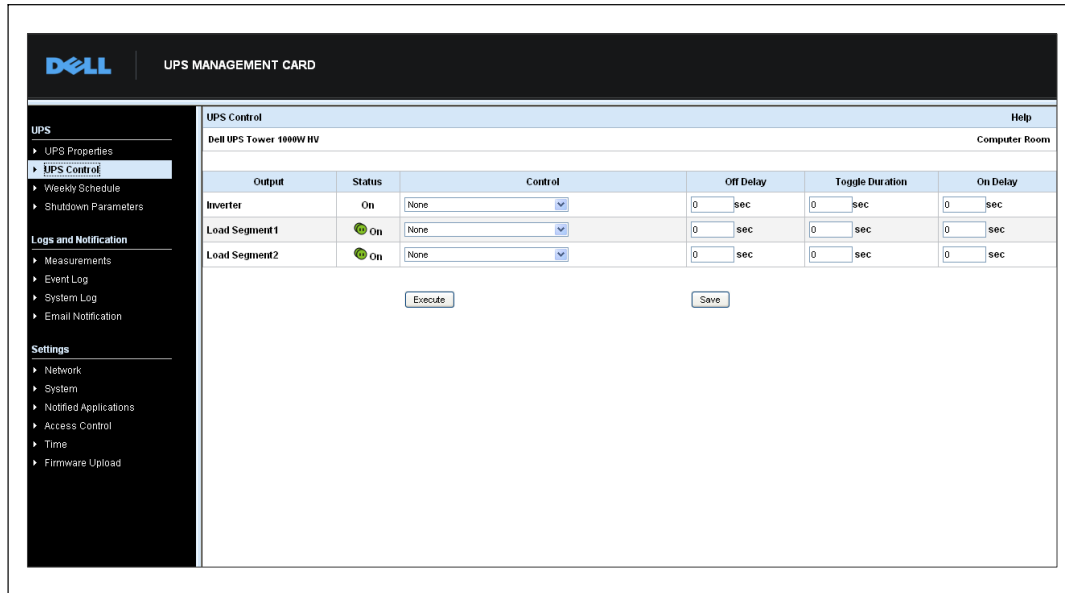 DELL
UPS MANAGEMENT CARD
UPS
UPS Properties
UPS Control
Weekly Schedule
Shutdown Parameters
Logs and Notification
Measurements
Event Log
System Log
Email Notification
Settings
Network
System
Notified Applications
Access Control
Time
Firmware Upload
UPS Control Help
Dell UPS Tower 1000W HV Computer Room
Output Status Control Off Delay Toggle Duration On Delay
Inverter On None 0 sec 0 sec 0 sec
Load Segment1 On None 0 sec 0 sec 0 sec
Load Segment2 On None 0 sec 0 sec 0 sec
Execute Save